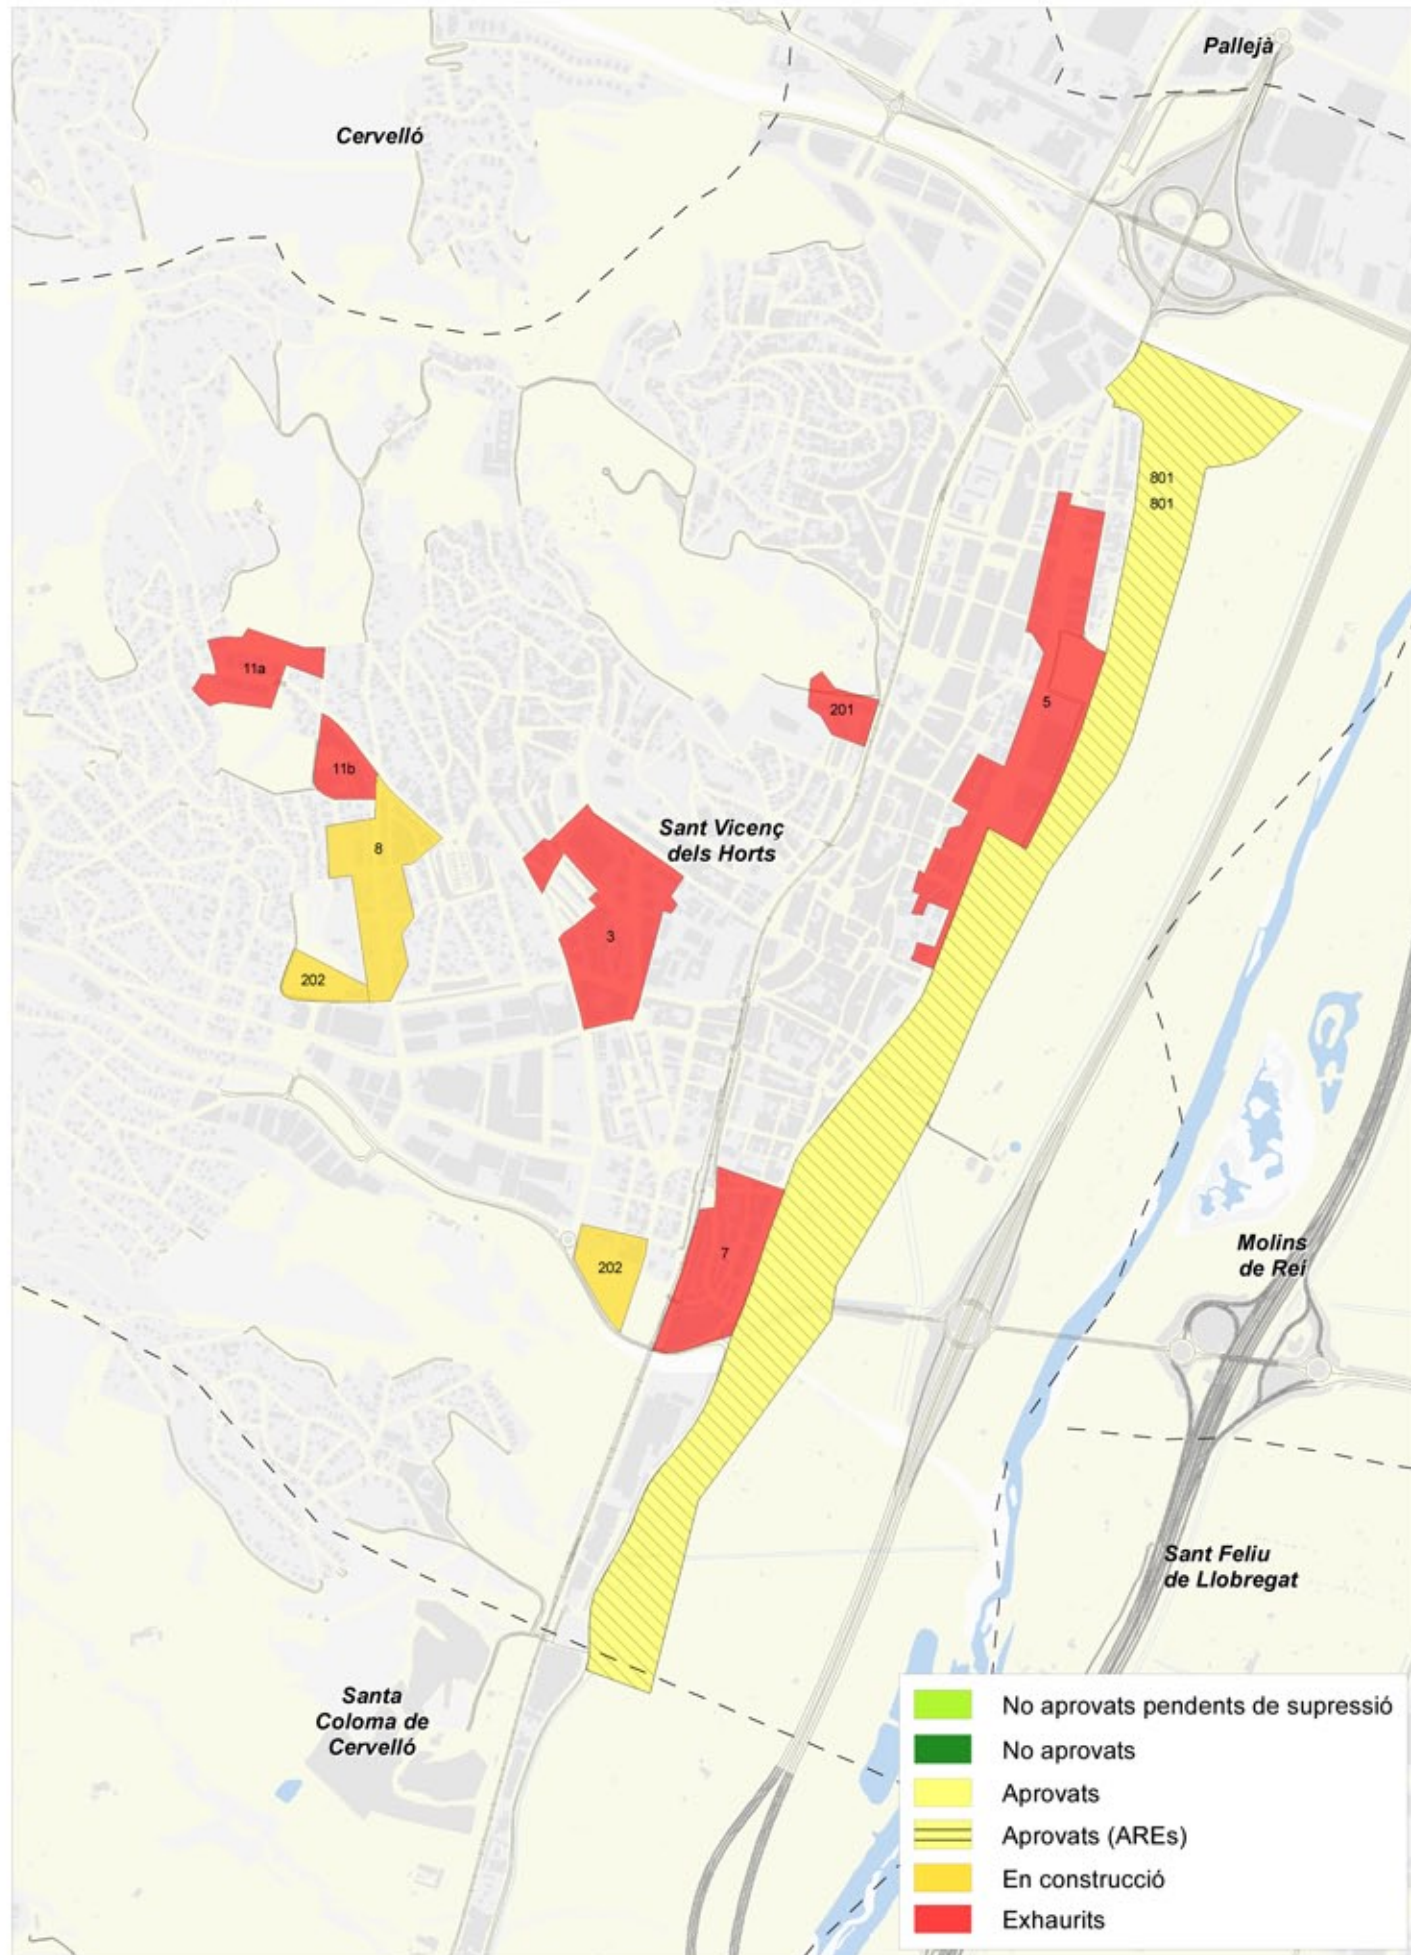 Pallejà
Cervelló
801
801
11a
5
201
11b
Sant Vicenç
dels Horts
8
3
202
Molins
de Rei
7
202
Sant Feliu
de Llobregat
Santa
Coloma de
Cervelló
No aprovats pendents de supressió
No aprovats
Aprovats
Aprovats (AREs)
En construcció
Exhaurits